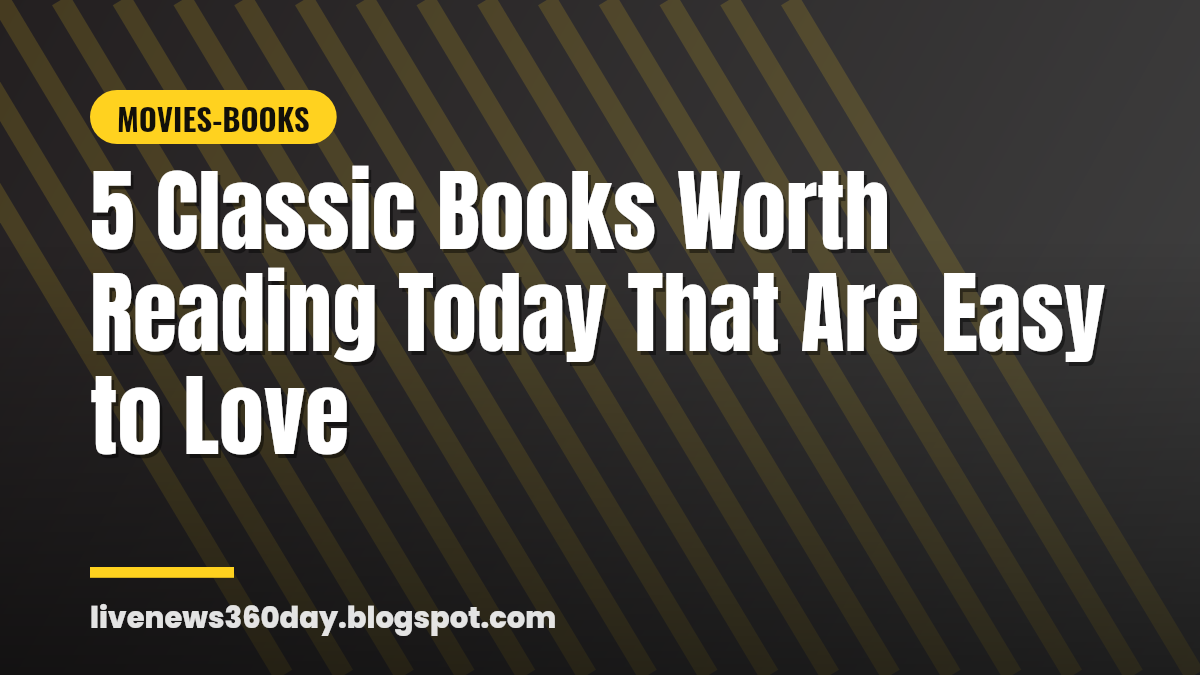 MOVIES-BOOKS
5 Classic Books Worth
Reading Today That Are Easy
to Love
livenews360day.blogspot.com